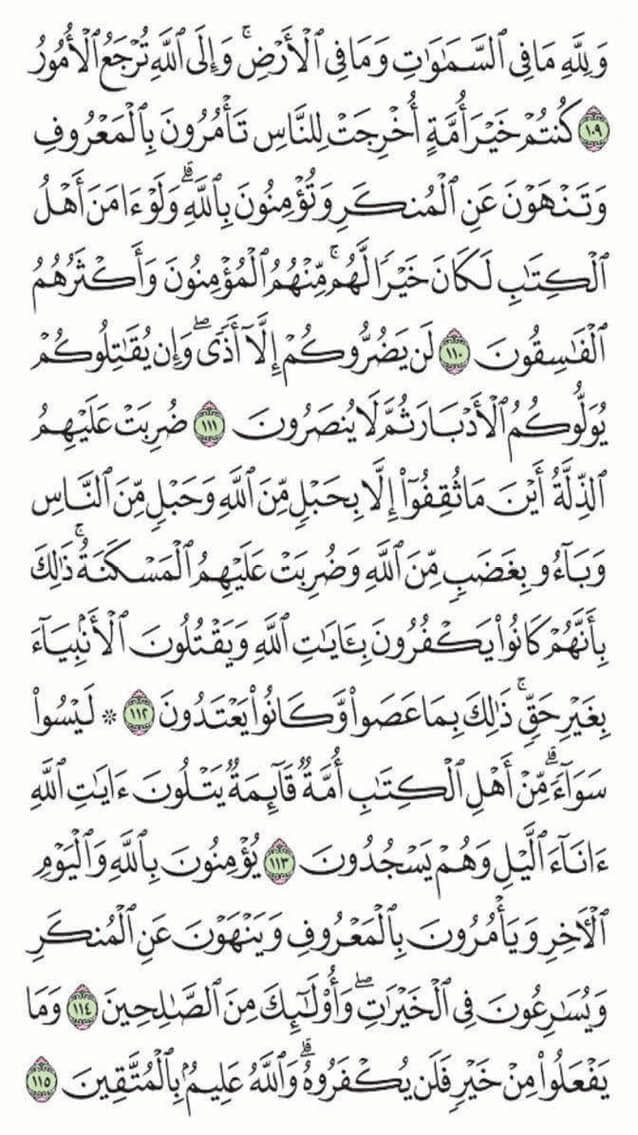 وَلِلَّهِ مَا فِى ٱلسَّمَٰوَٰتِ وَمَا فِى ٱلْأَرْضِ ۚ وَإِلَى ٱللَّهِ تُرْجَعُ ٱلْأُمُورُ
١٠٩ كُنتُمْ خَيْرَ أُمَّةٍ أُخْرِجَتْ لِلنَّاسِ تَأْمُرُونَ بِٱلْمَعْرُوفِ
وَتَنْهَوْنَ عَنِ ٱلْمُنكَرِ وَتُؤْمِنُونَ بِٱللَّهِ ۗ وَلَوْ ءَامَنَ أَهْلُ
ٱلْكِتَٰبِ لَكَانَ خَيْرًا لَّهُم ۚ مِّنْهُمُ ٱلْمُؤْمِنُونَ وَأَكْثَرُهُمُ
ٱلْفَٰسِقُونَ ١١٠ لَن يَضُرُّوكُمْ إِلَّآ أَذًى ۖ وَإِن يُقَٰتِلُوكُمْ
يُوَلُّوكُمُ ٱلْأَدْبَارَ ثُمَّ لَا يُنصَرُونَ ١١١ ضُرِبَتْ عَلَيْهِمُ
ٱلذِّلَّةُ أَيْنَ مَا ثُقِفُوٓا۟ إِلَّا بِحَبْلٍ مِّنَ ٱللَّهِ وَحَبْلٍ مِّنَ ٱلنَّاسِ
وَبَآءُو بِغَضَبٍ مِّنَ ٱللَّهِ وَضُرِبَتْ عَلَيْهِمُ ٱلْمَسْكَنَةُ ۚ ذَٰلِكَ
بِأَنَّهُمْ كَانُوا۟ يَكْفُرُونَ بِـَٔايَٰتِ ٱللَّهِ وَيَقْتُلُونَ ٱلْأَنۢبِيَآءَ
بِغَيْرِ حَقٍّ ۚ ذَٰلِكَ بِمَا عَصَوا۟ وَّكَانُوا۟ يَعْتَدُونَ ١١٢ ۞ لَيْسُوا۟
سَوَآءً ۗ مِّنْ أَهْلِ ٱلْكِتَٰبِ أُمَّةٌ قَآئِمَةٌ يَتْلُونَ ءَايَٰتِ ٱللَّهِ
ءَانَآءَ ٱلَّيْلِ وَهُمْ يَسْجُدُونَ ١١٣ يُؤْمِنُونَ بِٱللَّهِ وَٱلْيَوْمِ
ٱلْءَاخِرِ وَيَأْمُرُونَ بِٱلْمَعْرُوفِ وَيَنْهَوْنَ عَنِ ٱلْمُنكَرِ
وَيُسَٰرِعُونَ فِى ٱلْخَيْرَٰتِ ۖ وَأُو۟لَٰٓئِكَ مِنَ ٱلصَّٰلِحِينَ ١١٤ وَمَا
يَفْعَلُوا۟ مِنْ خَيْرٍ فَلَن يُكْفَرُوهُ ۗ وَٱللَّهُ عَلِيمٌۢ بِٱلْمُتَّقِينَ ١١٥